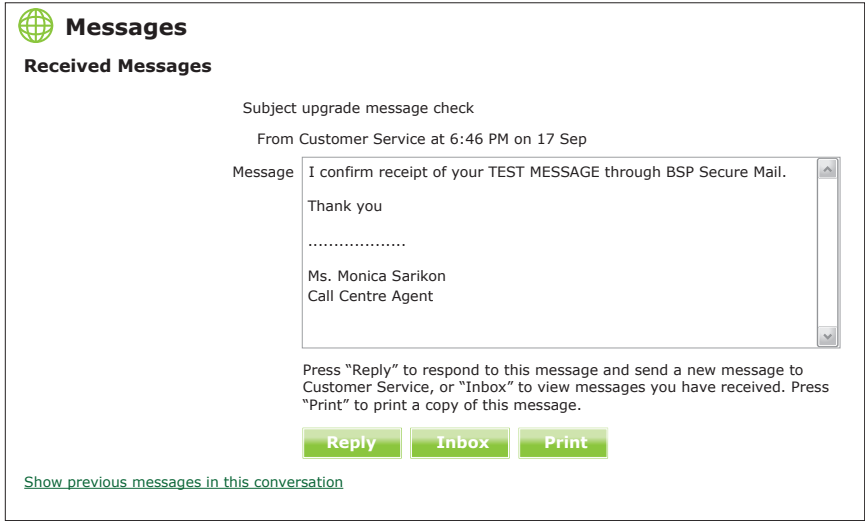 Messages
Received Messages
Subject upgrade message check
From Customer Service at 6:46 PM on 17 Sep
Message I confirm receipt of your TEST MESSAGE through BSP Secure Mail.
Thank you
...................
Ms. Monica Sarikon
Call Centre Agent
Press “Reply” to respond to this message and send a new message to
Customer Service, or “Inbox” to view messages you have received. Press
“Print” to print a copy of this message.
Reply Inbox Print
Show previous messages in this conversation